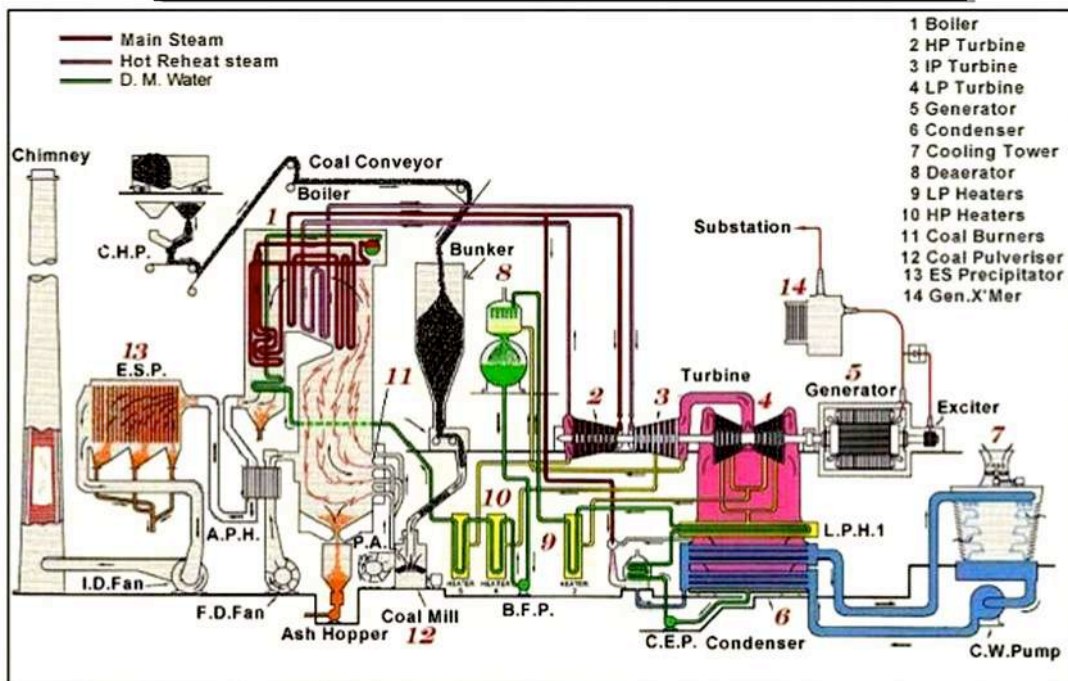 Main Steam
Hot Reheat steam
D. M. Water
1 Boiler
2 HP Turbine
3 IP Turbine
4 LP Turbine
5 Generator
6 Condenser
7 Cooling Tower
8 Deaerator
9 LP Heaters
10 HP Heaters
11 Coal Burners
12 Coal Pulveriser
13 ES Precipitator
14 Gen.X'Mer
Chimney
Coal Conveyor
Boiler
1
C.H.P.
Bunker
8
Substation
14
13
E.S.P.
11
Turbine
2
3
4
5
Generator
Exciter
7
10
9
A.P.H.
P.A.
L.P.H.1
HEATER
HEATER
HEATER
I.D.Fan
F.D.Fan
Ash Hopper
Coal Mill
12
B.F.P.
C.E.P.
Condenser
6
C.W.Pump